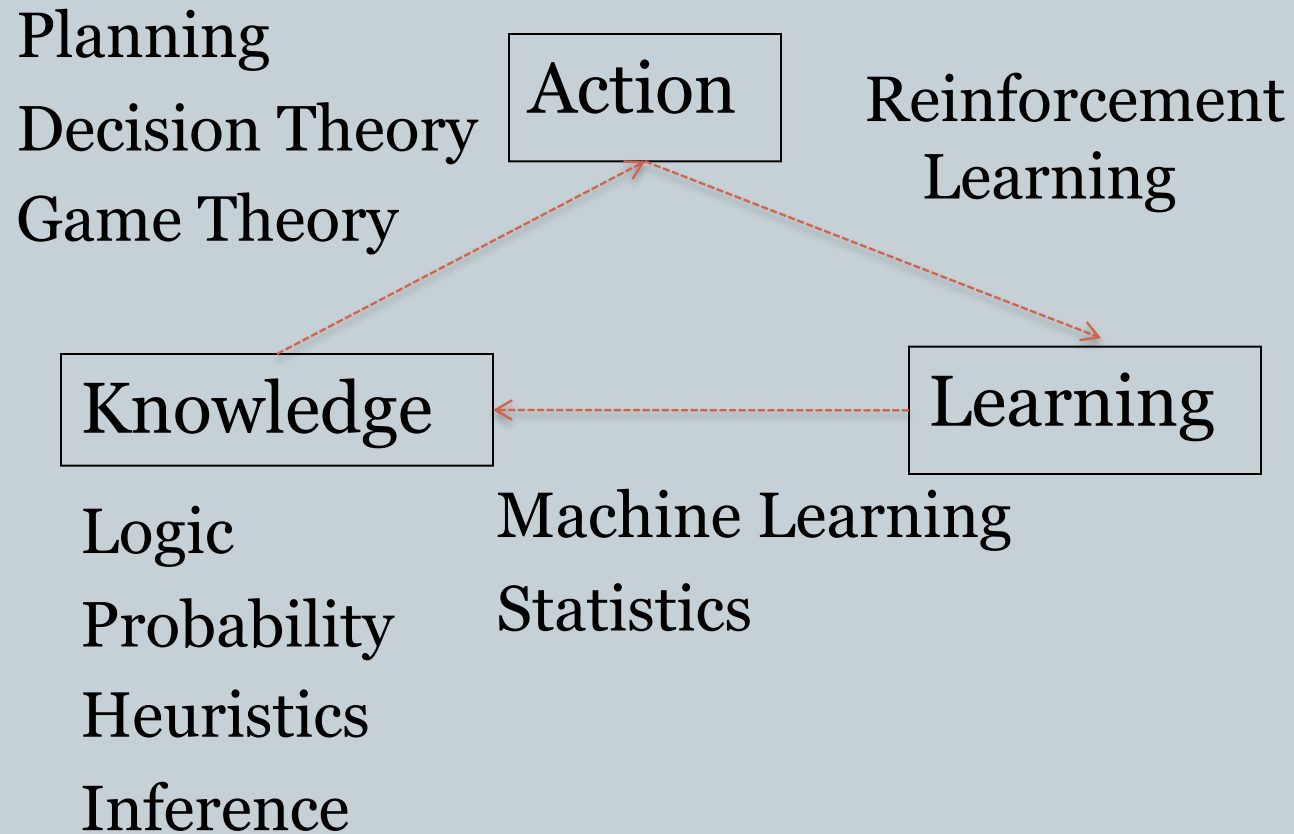 Planning
Decision Theory
Game Theory
Action
Reinforcement
Learning
Knowledge
Learning
Logic
Probability
Heuristics
Inference
Machine Learning
Statistics